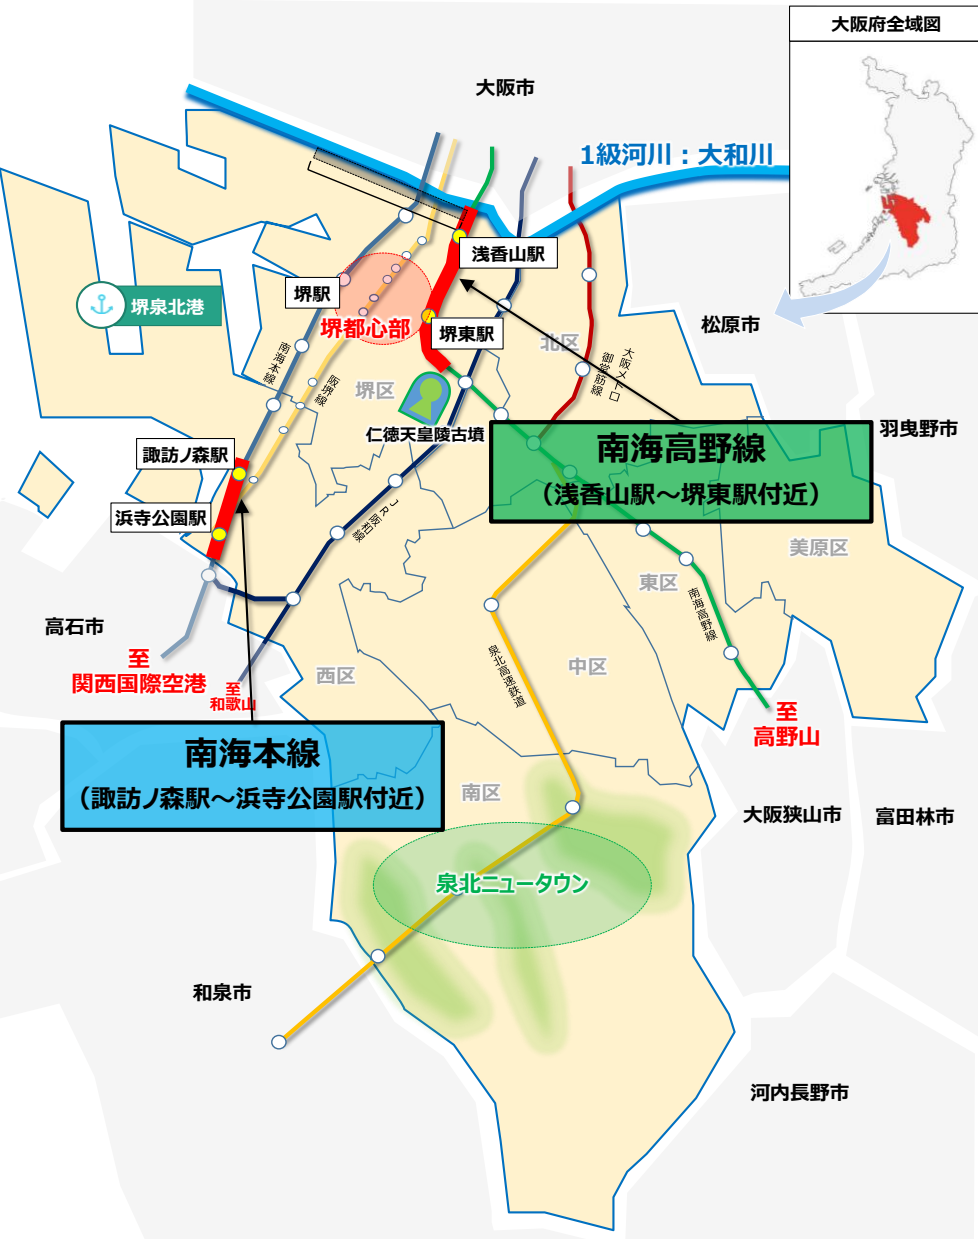 大阪府全域図
大阪市
1級河川：大和川
浅香山駅
堺駅
堺泉北港
堺都心部
堺東駅
松原市
北区
大阪メトロ
御堂筋線
南海本線
阪堺線
堺区
仁徳天皇陵古墳
羽曳野市
南海高野線
（浅香山駅～堺東駅付近）
諏訪ノ森駅
浜寺公園駅
JR阪和線
美原区
東区
南海高野線
高石市
至
関西国際空港
至
和歌山
西区
中区
泉北高速鉄道
至
高野山
南海本線
（諏訪ノ森駅～浜寺公園駅付近）
南区
大阪狭山市
富田林市
泉北ニュータウン
和泉市
河内長野市